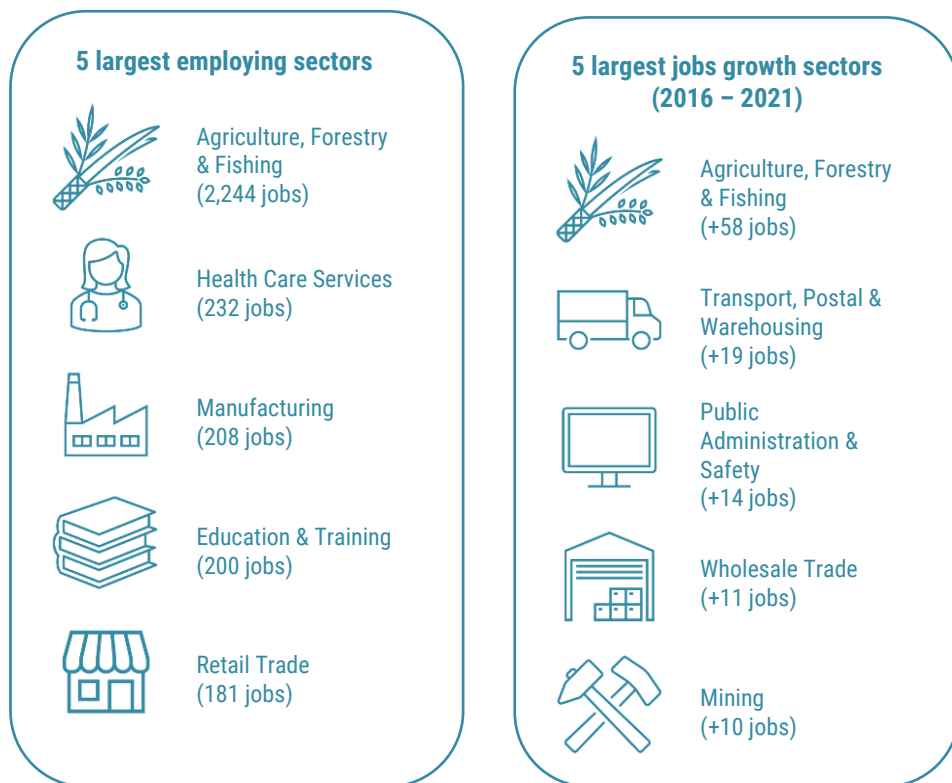 5 largest employing sectors
Agriculture, Forestry
& Fishing
(2,244 jobs)
Health Care Services
(232 jobs)
Manufacturing
(208 jobs)
Education & Training
(200 jobs)
Retail Trade
(181 jobs)
5 largest jobs growth sectors
(2016 – 2021)
Agriculture, Forestry
& Fishing
(+58 jobs)
Transport, Postal &
Warehousing
(+19 jobs)
Public
Administration &
Safety
(+14 jobs)
Wholesale Trade
(+11 jobs)
Mining
(+10 jobs)